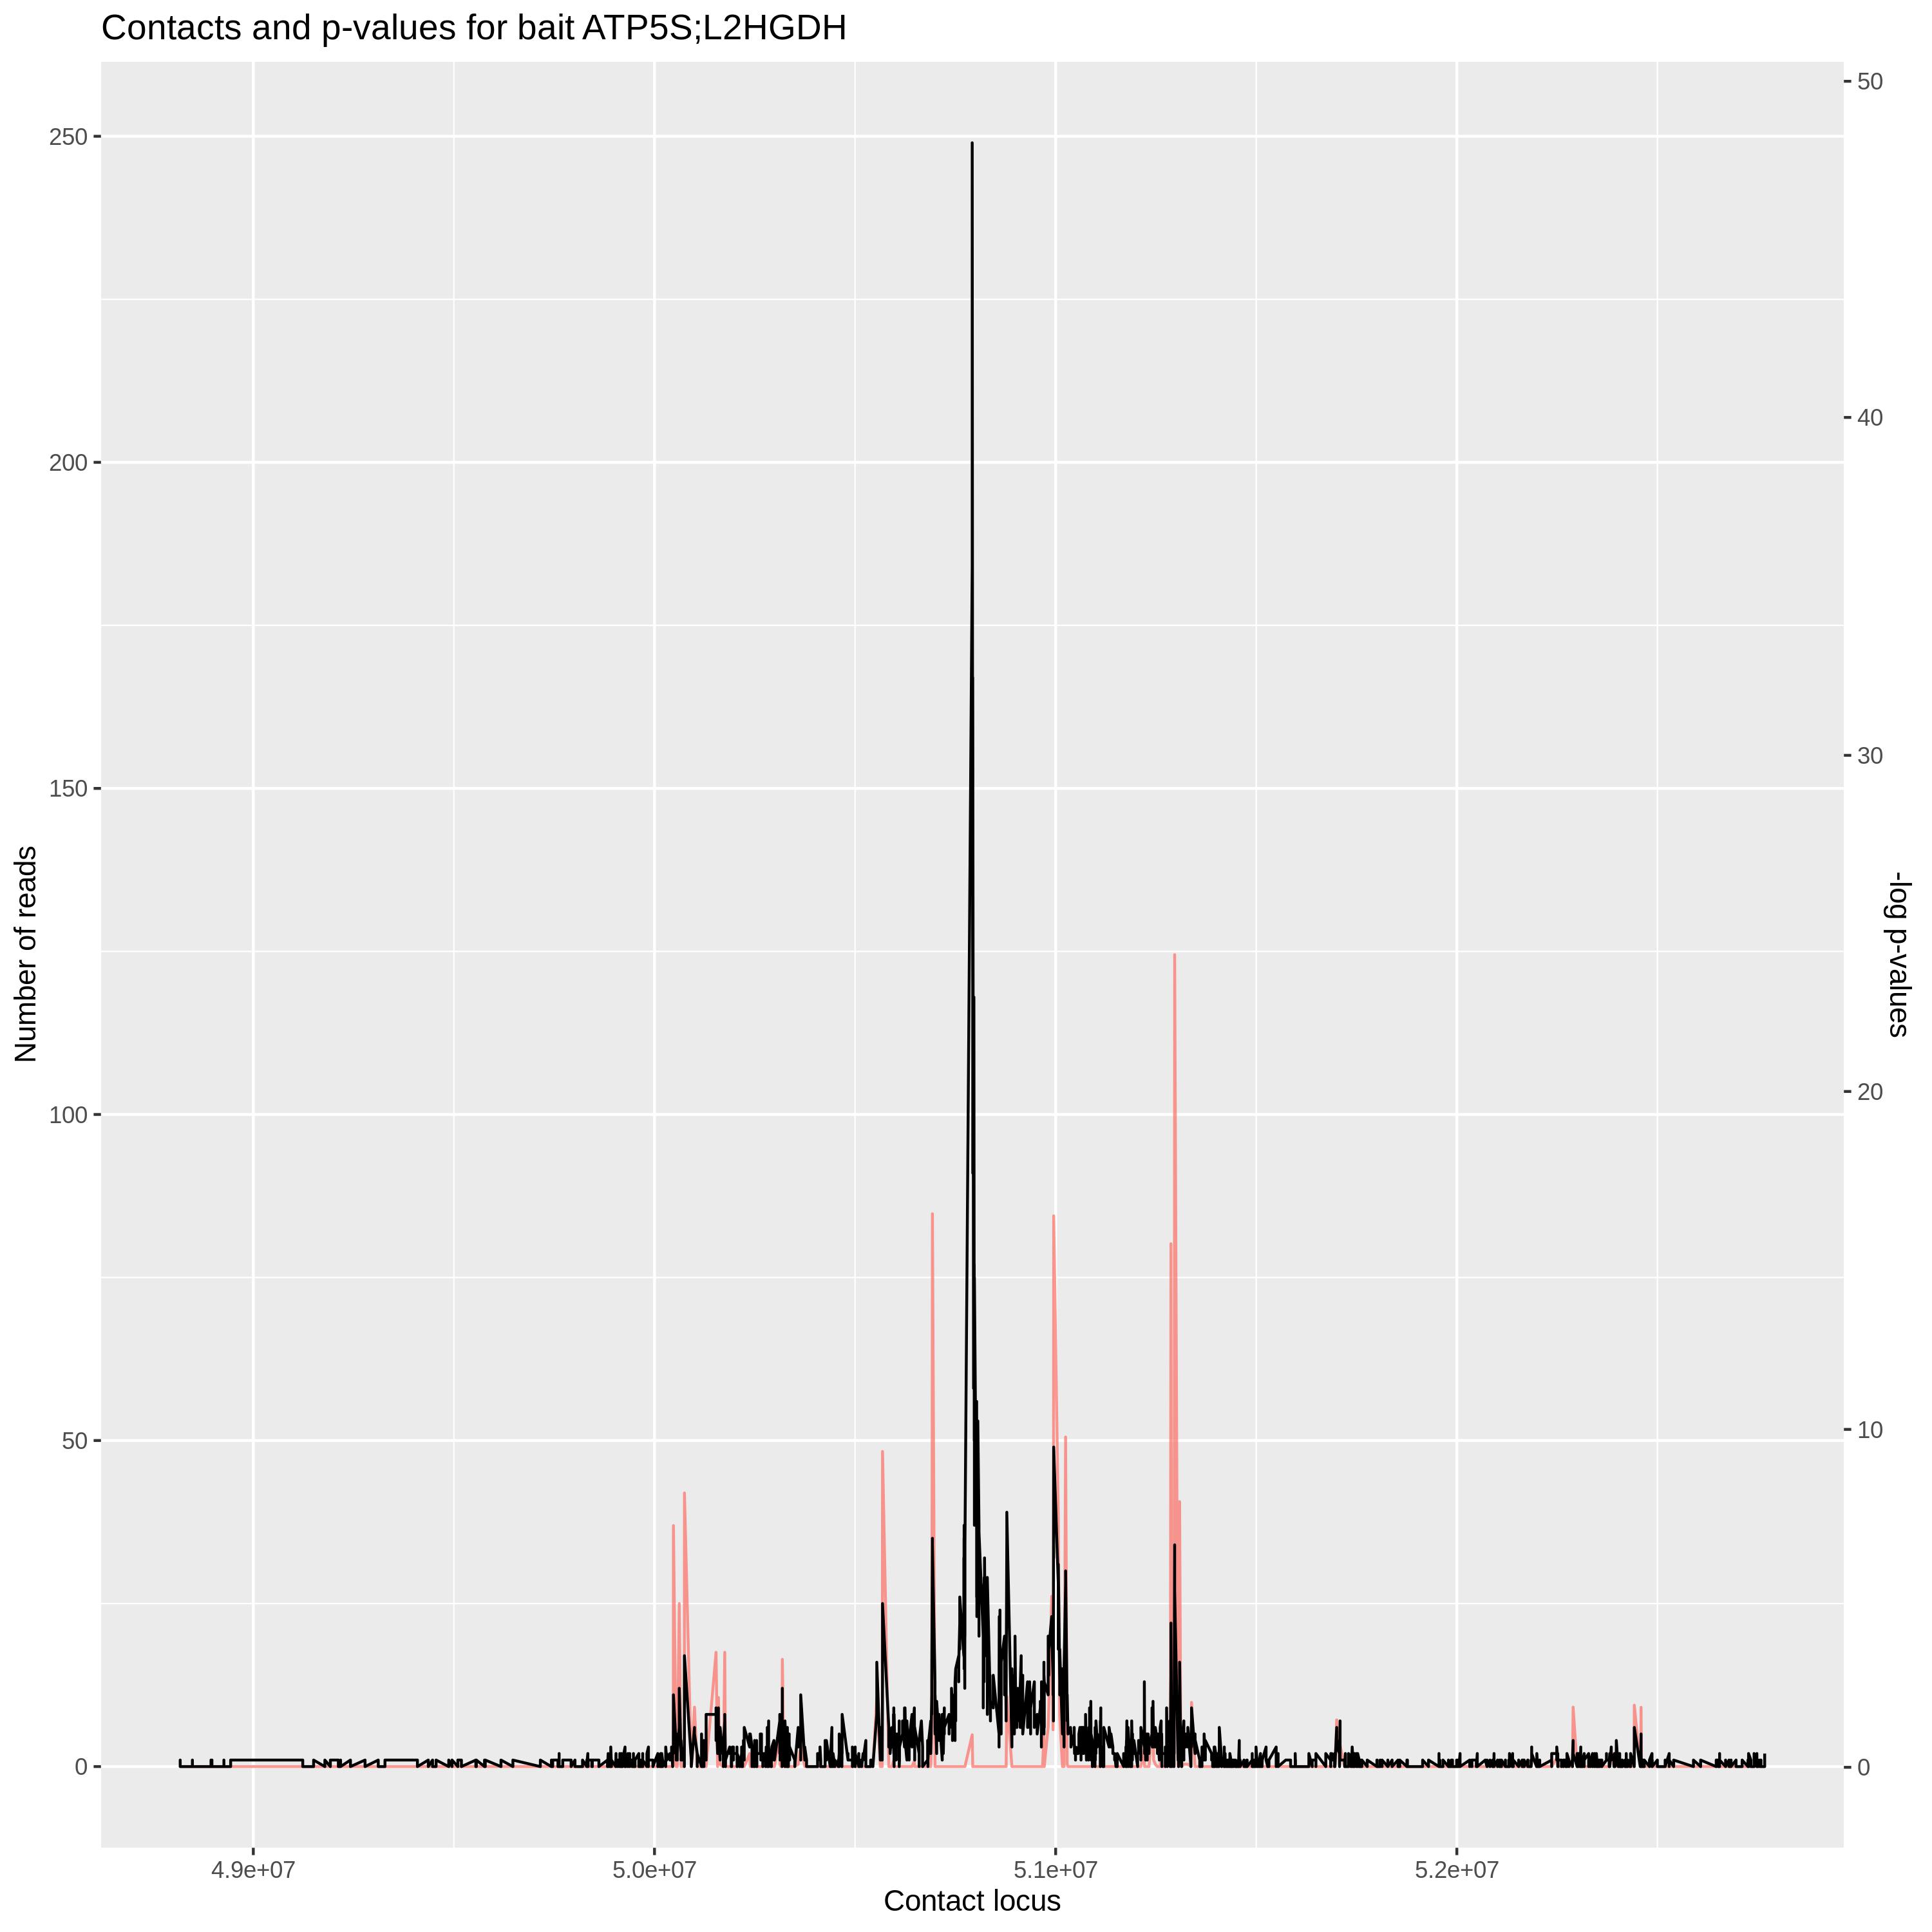 Contacts and p-values for bait ATP5S;L2HGDH
250
200
150
100
50
0
Number of reads
50
40
30
20
10
0
-log p-values
4.9e+07 5.0e+07 5.1e+07 5.2e+07
Contact locus